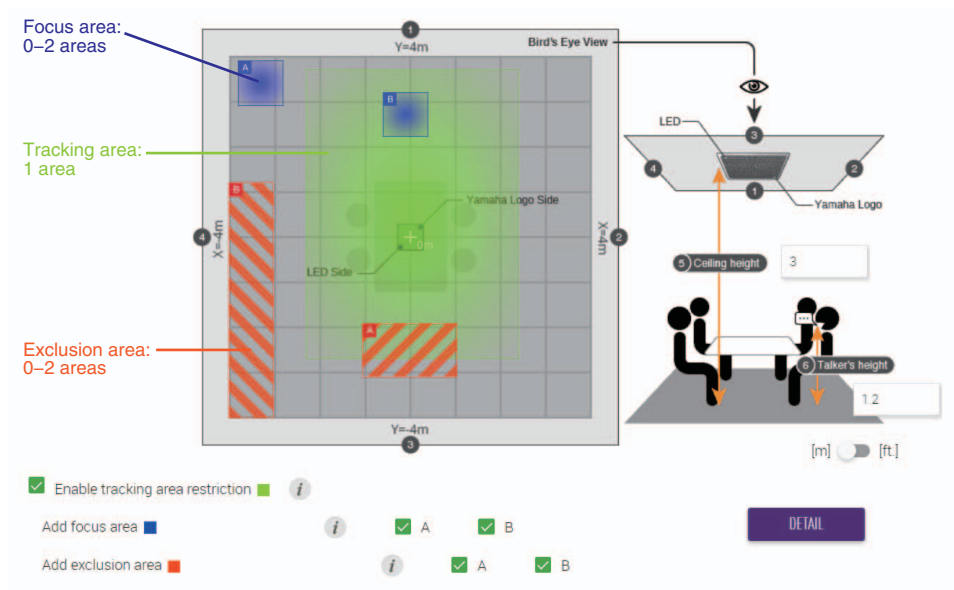 Focus area:
0–2 areas
Tracking area:
1 area
Exclusion area:
0–2 areas
1
Y=4m
A
B
B
Yamaha Logo Side
0m
LED Side
4
X=-4m
X=4m
2
A
Y=-4m
3
Bird's Eye View
LED
3
4
2
1
Yamaha Logo
5 Ceiling height
3
...
6 Talker's height
1.2
[m] [ft.]
Enable tracking area restriction i
Add focus area i A B
Add exclusion area i A B
DETAIL